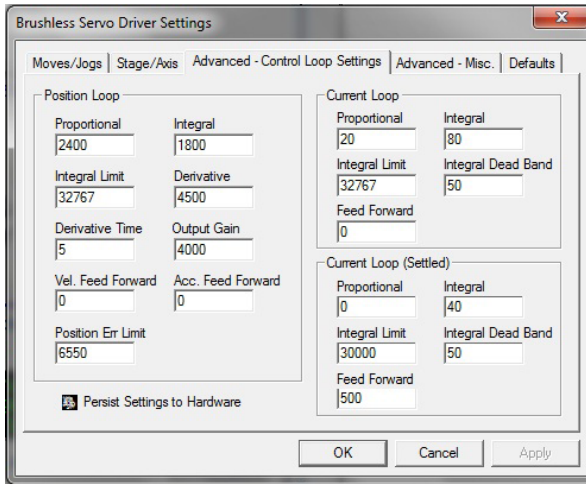 Brushless Servo Driver Settings
x
Moves/Jogs Stage/Axis Advanced - Control Loop Settings Advanced - Misc. Defaults
Position Loop
Proportional Integral
2400 1800
Integral Limit Derivative
32767 4500
Derivative Time Output Gain
5 4000
Vel. Feed Forward Acc. Feed Forward
0 0
Position Err Limit
6550
Persist Settings to Hardware
Current Loop
Proportional Integral
20 80
Integral Limit Integral Dead Band
32767 50
Feed Forward
0
Current Loop (Settled)
Proportional Integral
0 40
Integral Limit Integral Dead Band
30000 50
Feed Forward
500
OK Cancel Apply